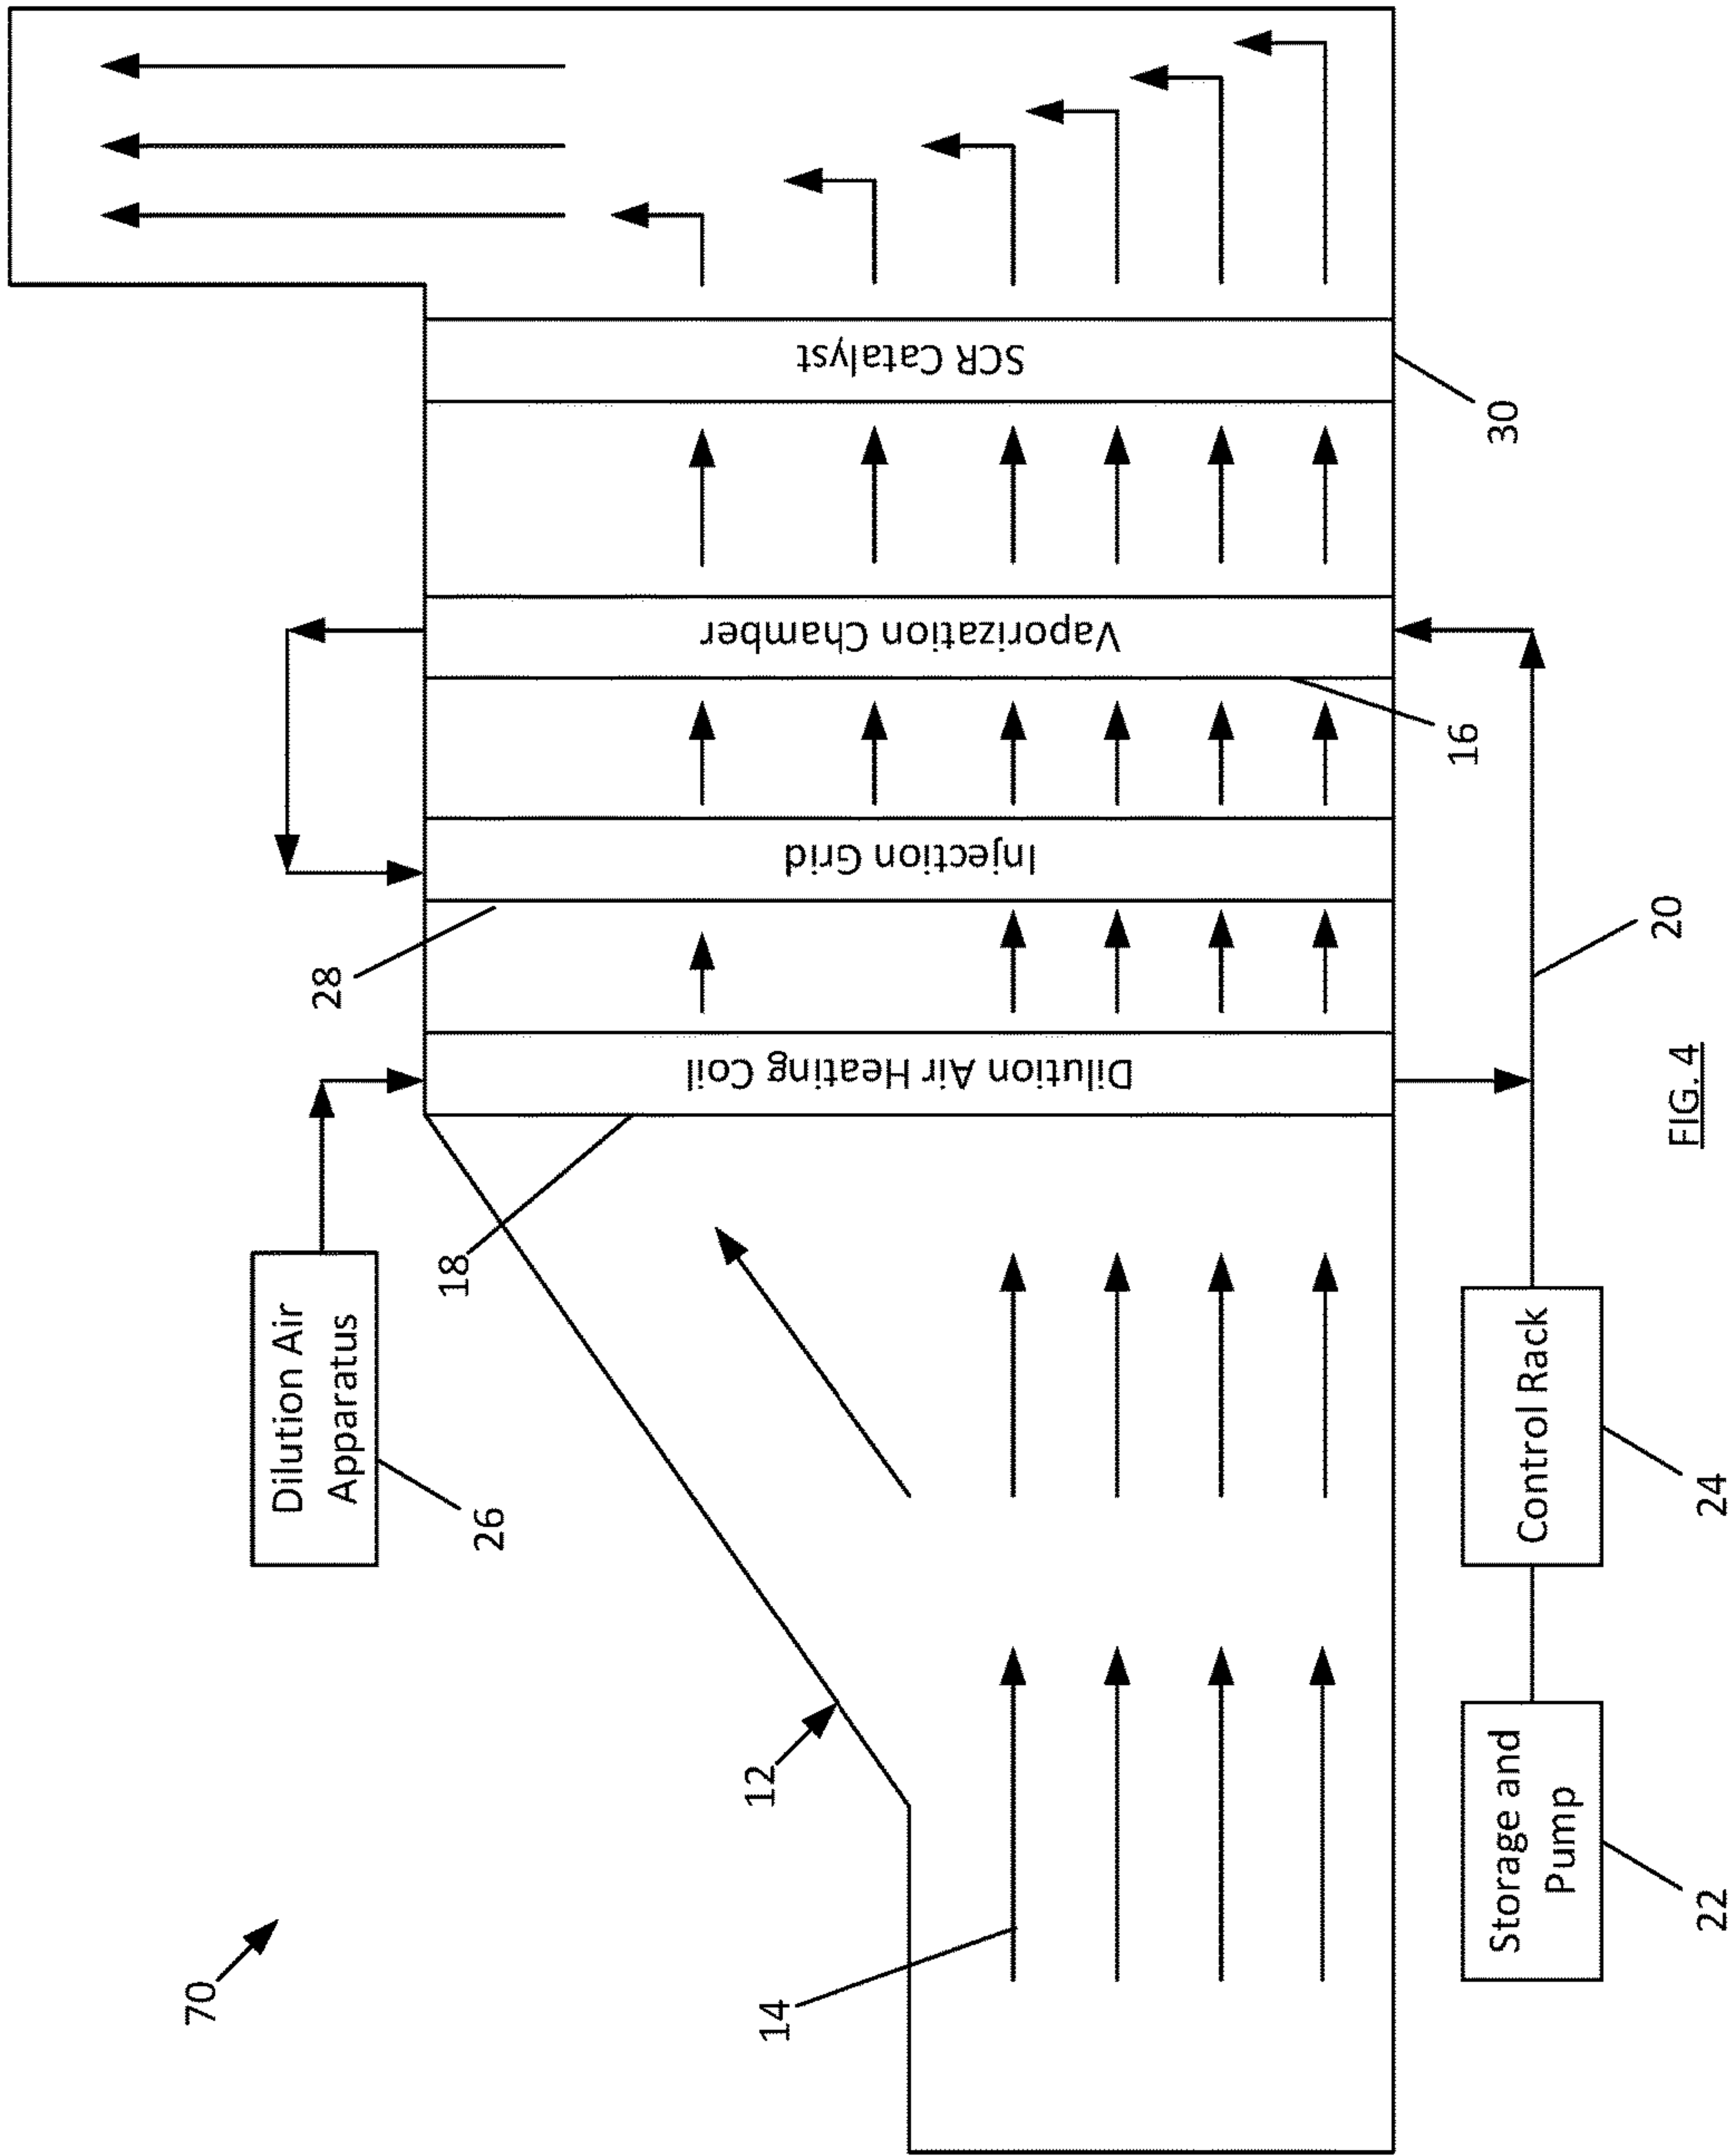 70
12
14
Dilution Air
Apparatus
26
18
28
Dilution Air Heating Coil
Injection Grid
Vaporization Chamber
SCR Catalyst
16
30
20
Storage and
Pump
22
Control Rack
24
FIG. 4